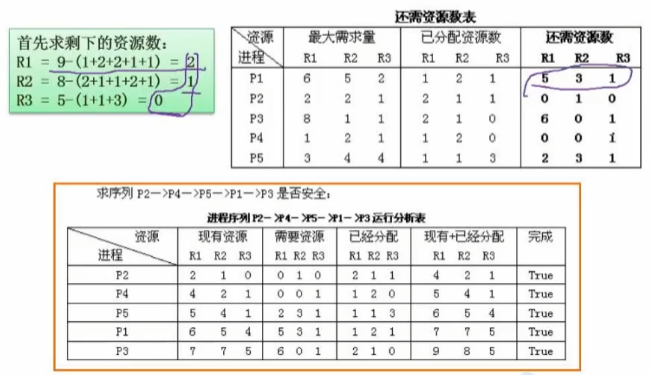 首先求剩下的资源数：
R1 = 9-(1+2+2+1+1) = 2
R2 = 8-(2+1+1+2+1) = 1
R3 = 5-(1+1+3) = 0
还需资源数表
资源 最大需求量 已分配资源数 还需资源数
进程 R1 R2 R3 R1 R2 R3 R1 R2 R3
P1 6 5 2 1 2 1 5 3 1
P2 2 2 1 2 1 1 0 1 0
P3 8 1 1 2 1 0 6 0 1
P4 1 2 1 1 2 0 0 0 1
P5 3 4 4 1 1 3 2 3 1
求序列 P2—>P4—>P5—>P1—>P3 是否安全；
进程序列 P2—>P4—>P5—>P1—>P3 运行分析表
资源 现有资源 需要资源 已经分配 现有+已经分配 完成
进程 R1 R2 R3 R1 R2 R3 R1 R2 R3 R1 R2 R3
P2 2 1 0 0 1 0 2 1 1 4 2 1 True
P4 4 2 1 0 0 1 1 2 0 5 4 1 True
P5 5 4 1 2 3 1 1 1 3 6 5 4 True
P1 6 5 4 5 3 1 1 2 1 7 7 5 True
P3 7 7 5 6 0 1 2 1 0 9 8 5 True